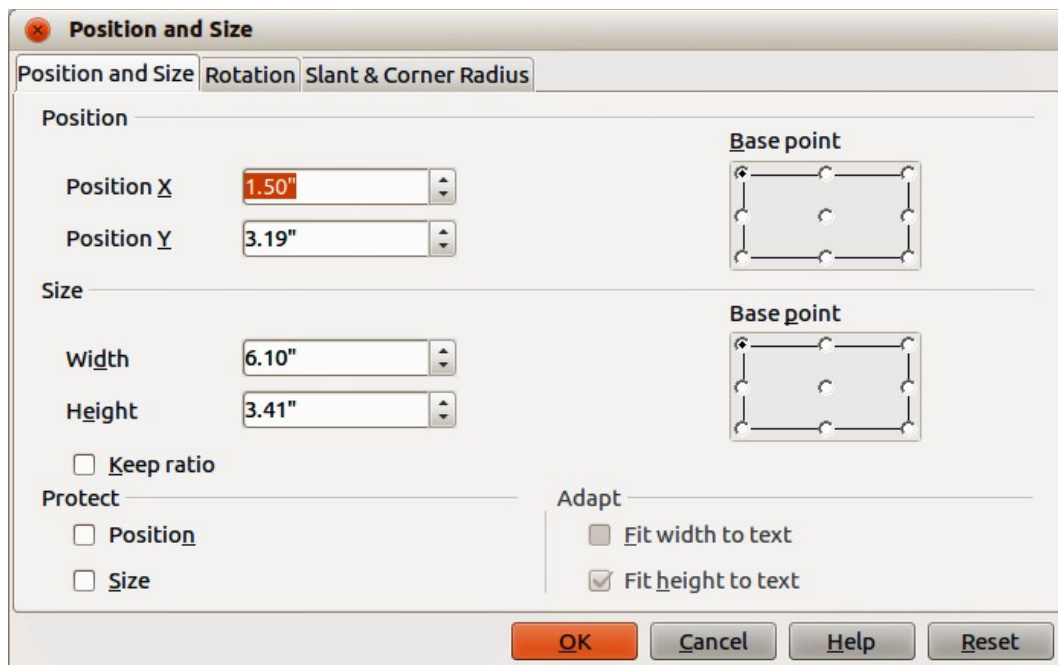 Position and Size
Position and Size Rotation Slant & Corner Radius
Position
Base point
Position X 1.50"
Position Y 3.19"
Size
Base point
Width 6.10"
Height 3.41"
Keep ratio
Protect Adapt
Position Fit width to text
Size Fit height to text
OK Cancel Help Reset